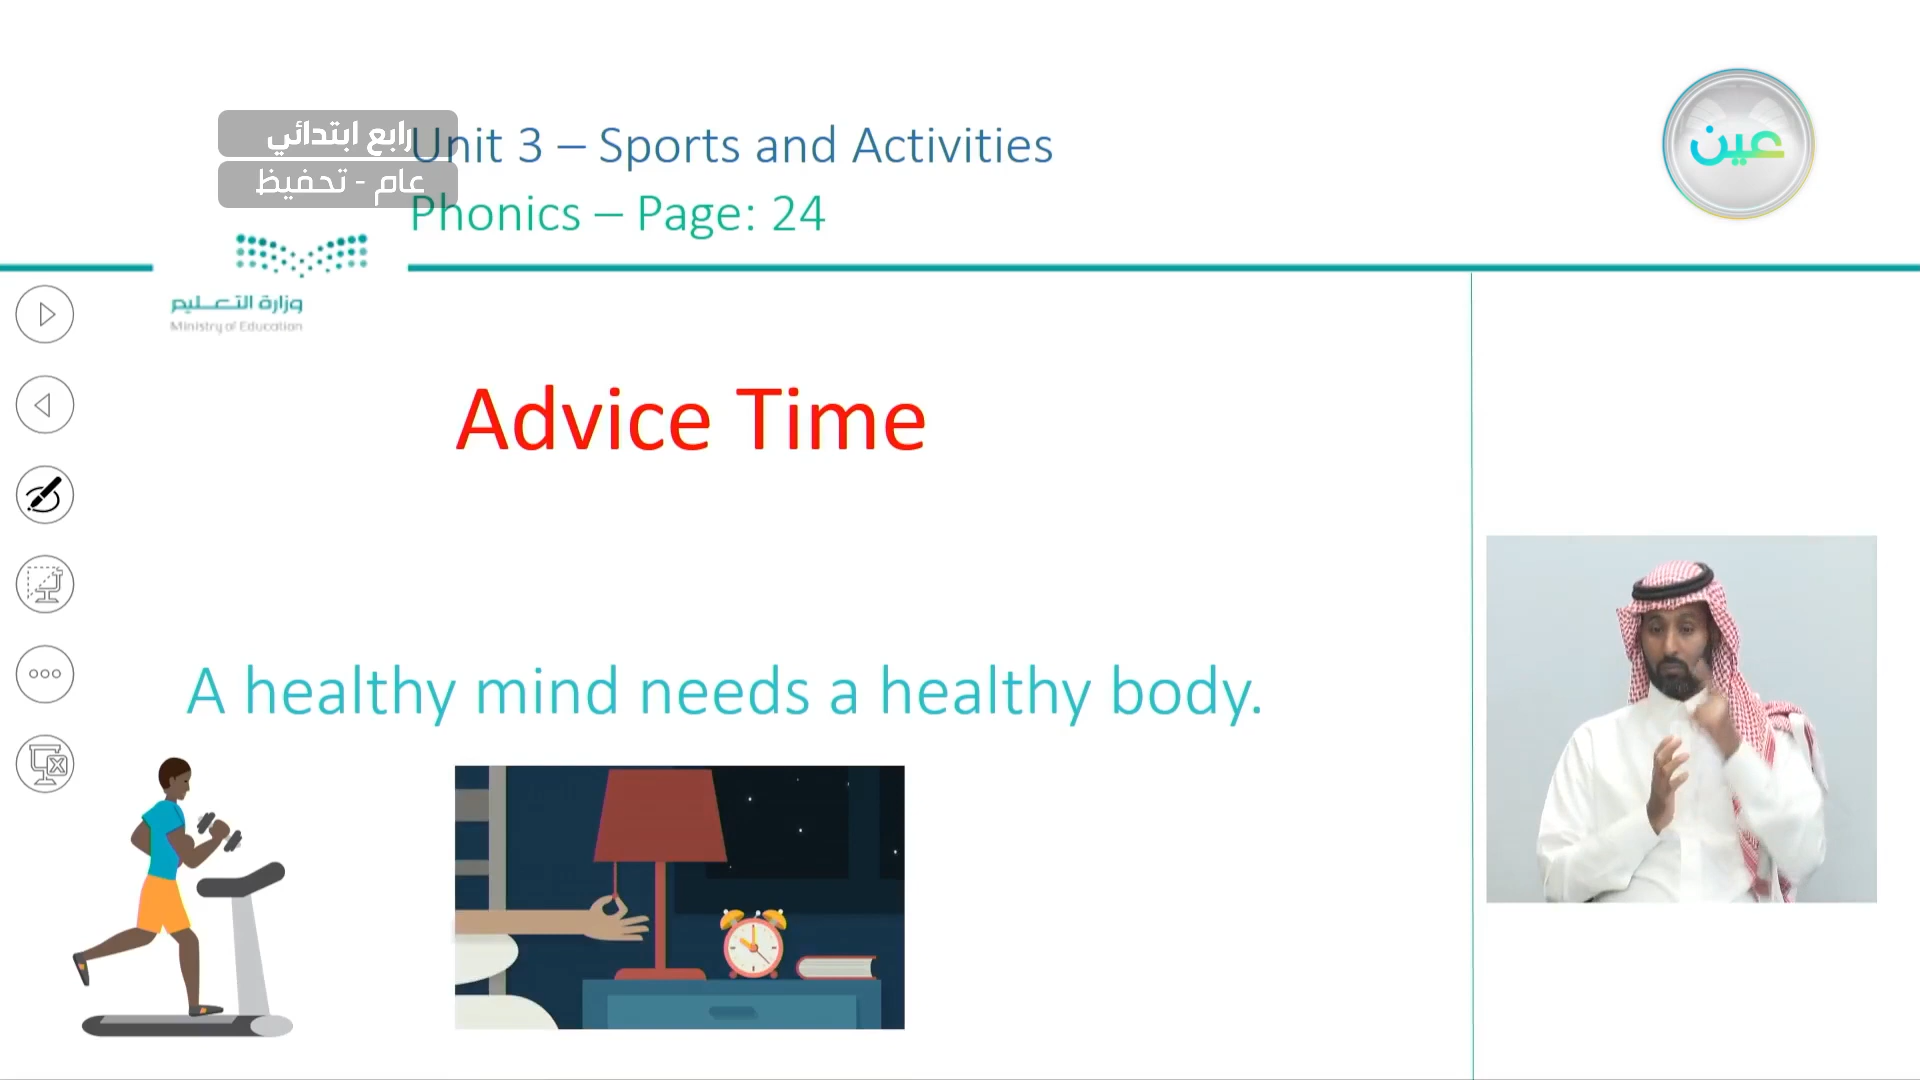 رابع ابتدائي
عام - تحفيظ
Unit 3 – Sports and Activities
Phonics – Page: 24
عين
وزارة التعليم
Ministry of Education
Advice Time
A healthy mind needs a healthy body.